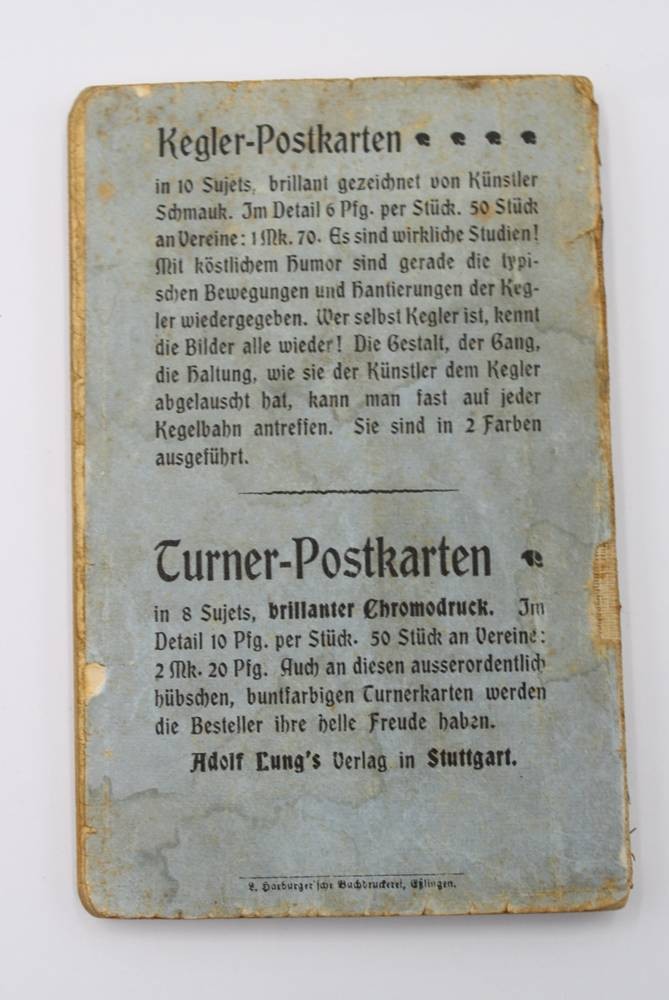 Kegler-Postkarten
in 10 Sujets, brillant gezeichnet von Künstler
Schmauk. Im Detail 6 Pfg. per Stück. 50 Stück
an Vereine: 1 Mk. 70. Es sind wirkliche Studien!
Mit köstlichem Humor sind gerade die typi-
schen Bewegungen und Hantierungen der Keg-
ler wiedergegeben. Wer selbst Kegler ist, kennt
die Bilder alle wieder! Die Gestalt, der Gang,
die Haltung, wie sie der Künstler dem Kegler
abgelauscht hat, kann man fast auf jeder
Kegelbahn antreffen. Sie sind in 2 Farben
ausgeführt.
Turner-Postkarten
in 8 Sujets, brillanter Chromodruck. Im
Detail 10 Pfg. per Stück. 50 Stück an Vereine:
2 Mk. 20 Pfg. Auch an diesen ausserordentlich
hübschen, buntfarbigen Turnerkarten werden
die Besteller ihre helle Freude haben.
Adolf Lung's Verlag in Stuttgart.
L. Harburger'sche Buchdruckerei, Eßlingen.